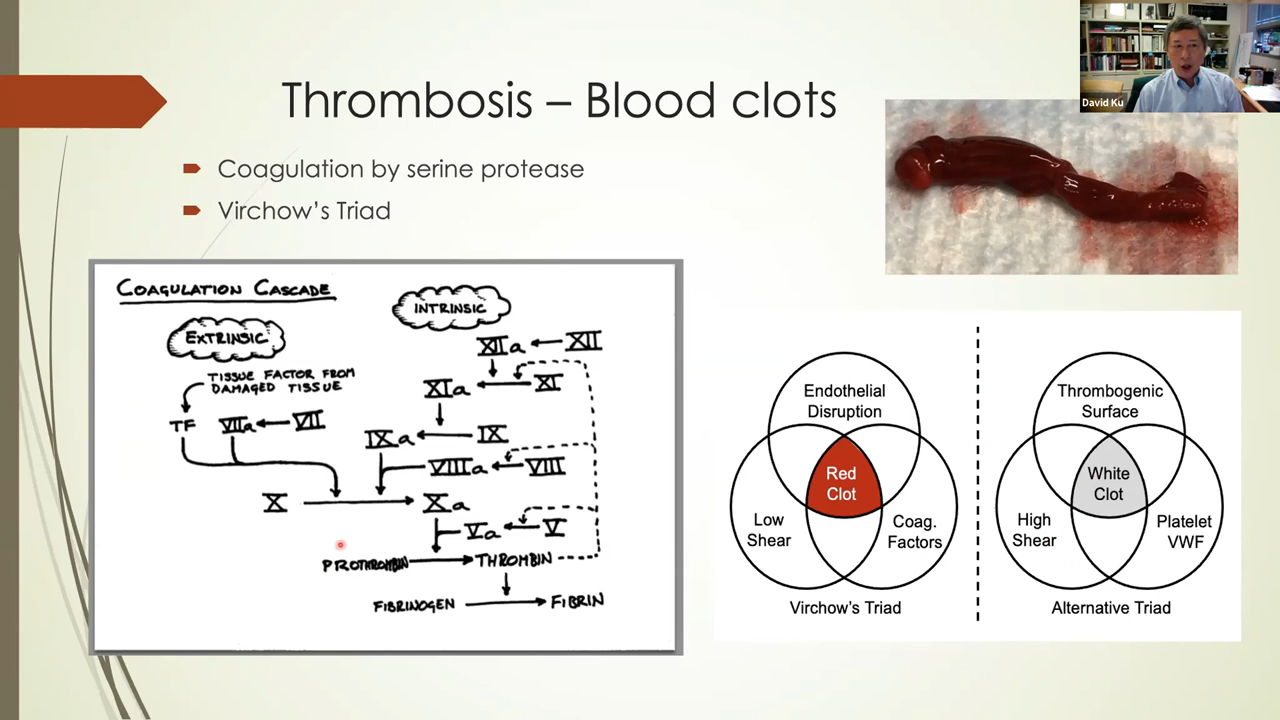 Thrombosis – Blood clots
David Ku
Coagulation by serine protease
Virchow's Triad
COAGULATION CASCADE
EXTRINSIC
INTRINSIC
XIIa
XII
TISSUE FACTOR FROM
DAMAGED TISSUE
XIa
XI
TF
VIIa
VII
IXa
IX
VIIIa
VIII
X
Xa
Va
V
PROTHROMBIN
THROMBIN
FIBRINOGEN
FIBRIN
Endothelial
Disruption
Red
Clot
Low
Shear
Coag.
Factors
Virchow's Triad
Thrombogenic
Surface
White
Clot
High
Shear
Platelet
VWF
Alternative Triad